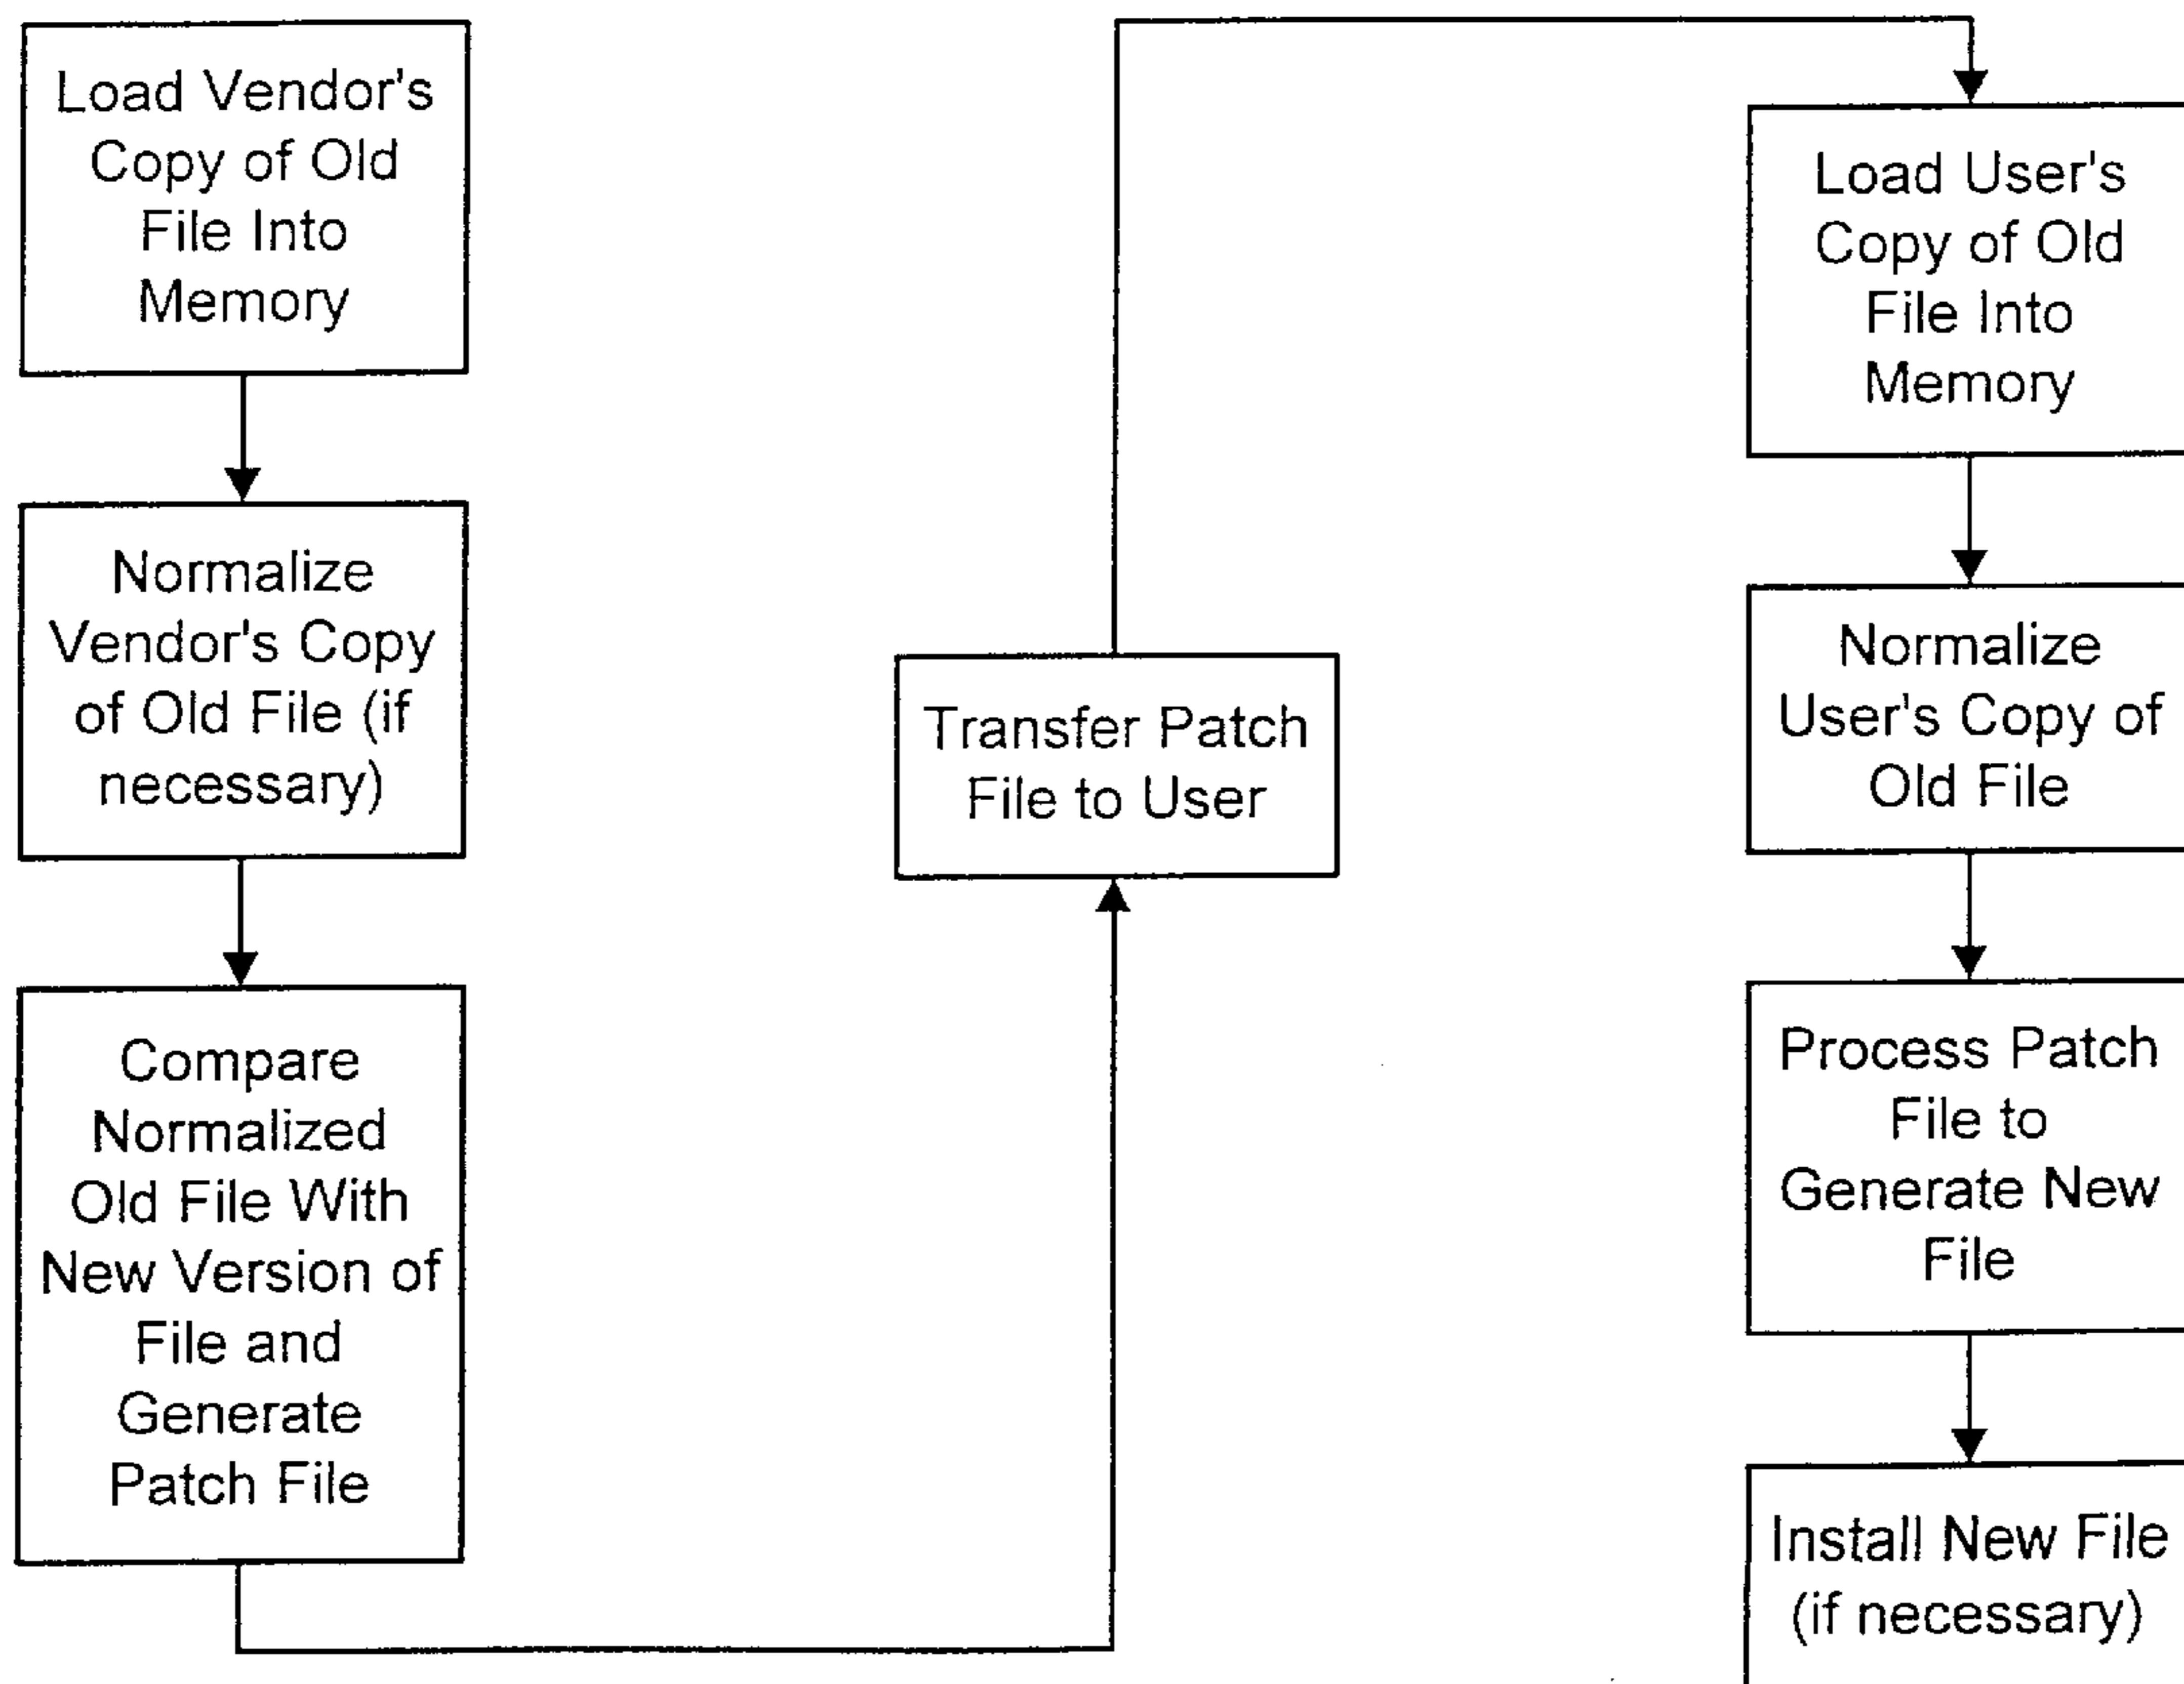 Load Vendor's
Copy of Old
File Into
Memory
Normalize
Vendor's Copy
of Old File (if
necessary)
Compare
Normalized
Old File With
New Version of
File and
Generate
Patch File
Transfer Patch
File to User
Load User's
Copy of Old
File Into
Memory
Normalize
User's Copy of
Old File
Process Patch
File to
Generate New
File
Install New File
(if necessary)